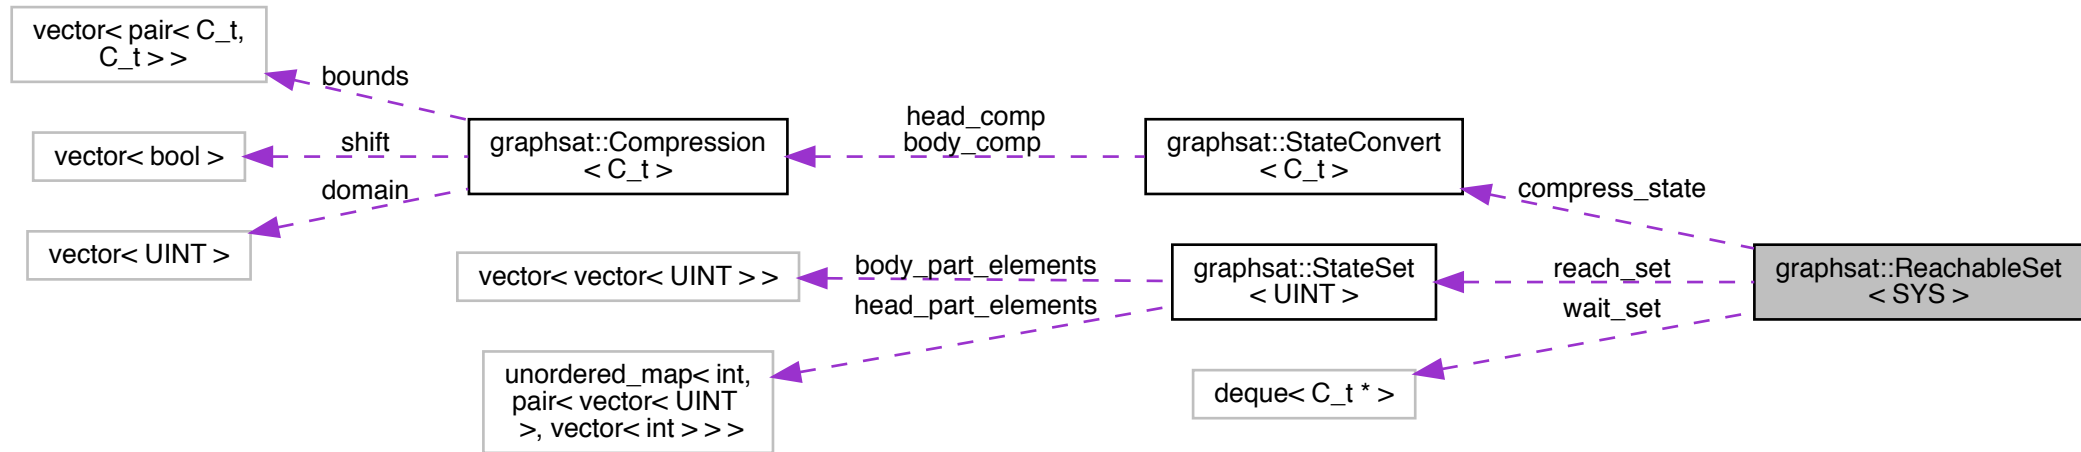 vector< pair< C_t,
C_t > >
bounds
vector< bool >
shift
domain
vector< UINT >
graphsat::Compression
< C_t >
head_comp
body_comp
graphsat::StateConvert
< C_t >
compress_state
vector< vector< UINT > >
body_part_elements
head_part_elements
unordered_map< int,
pair< vector< UINT
>, vector< int > > >
graphsat::StateSet
< UINT >
reach_set
wait_set
deque< C_t * >
graphsat::ReachableSet
< SYS >